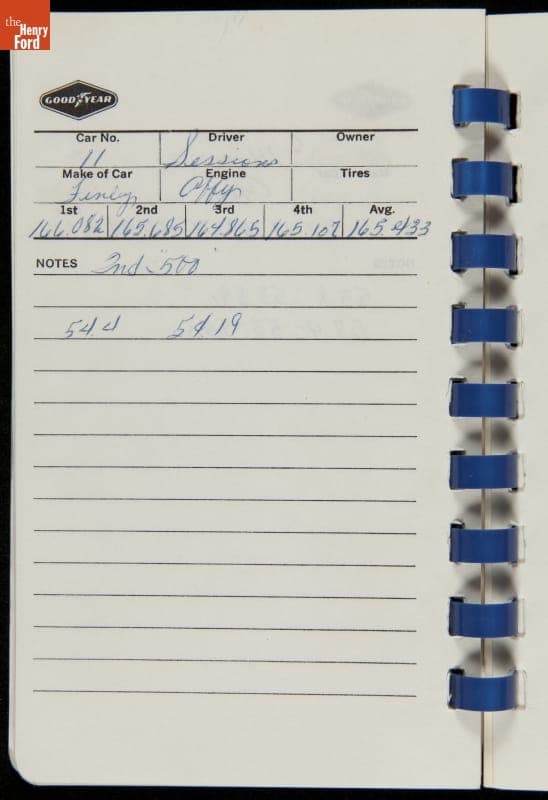 the
Henry
Ford
GOODYEAR
Car No. Driver Owner
11 Sessions
Make of Car Engine Tires
Offy
1st 2nd 3rd 4th Avg.
166.082 165.685 164.865 165.107 165.433
NOTES 2nd "500"
54.4 54.19